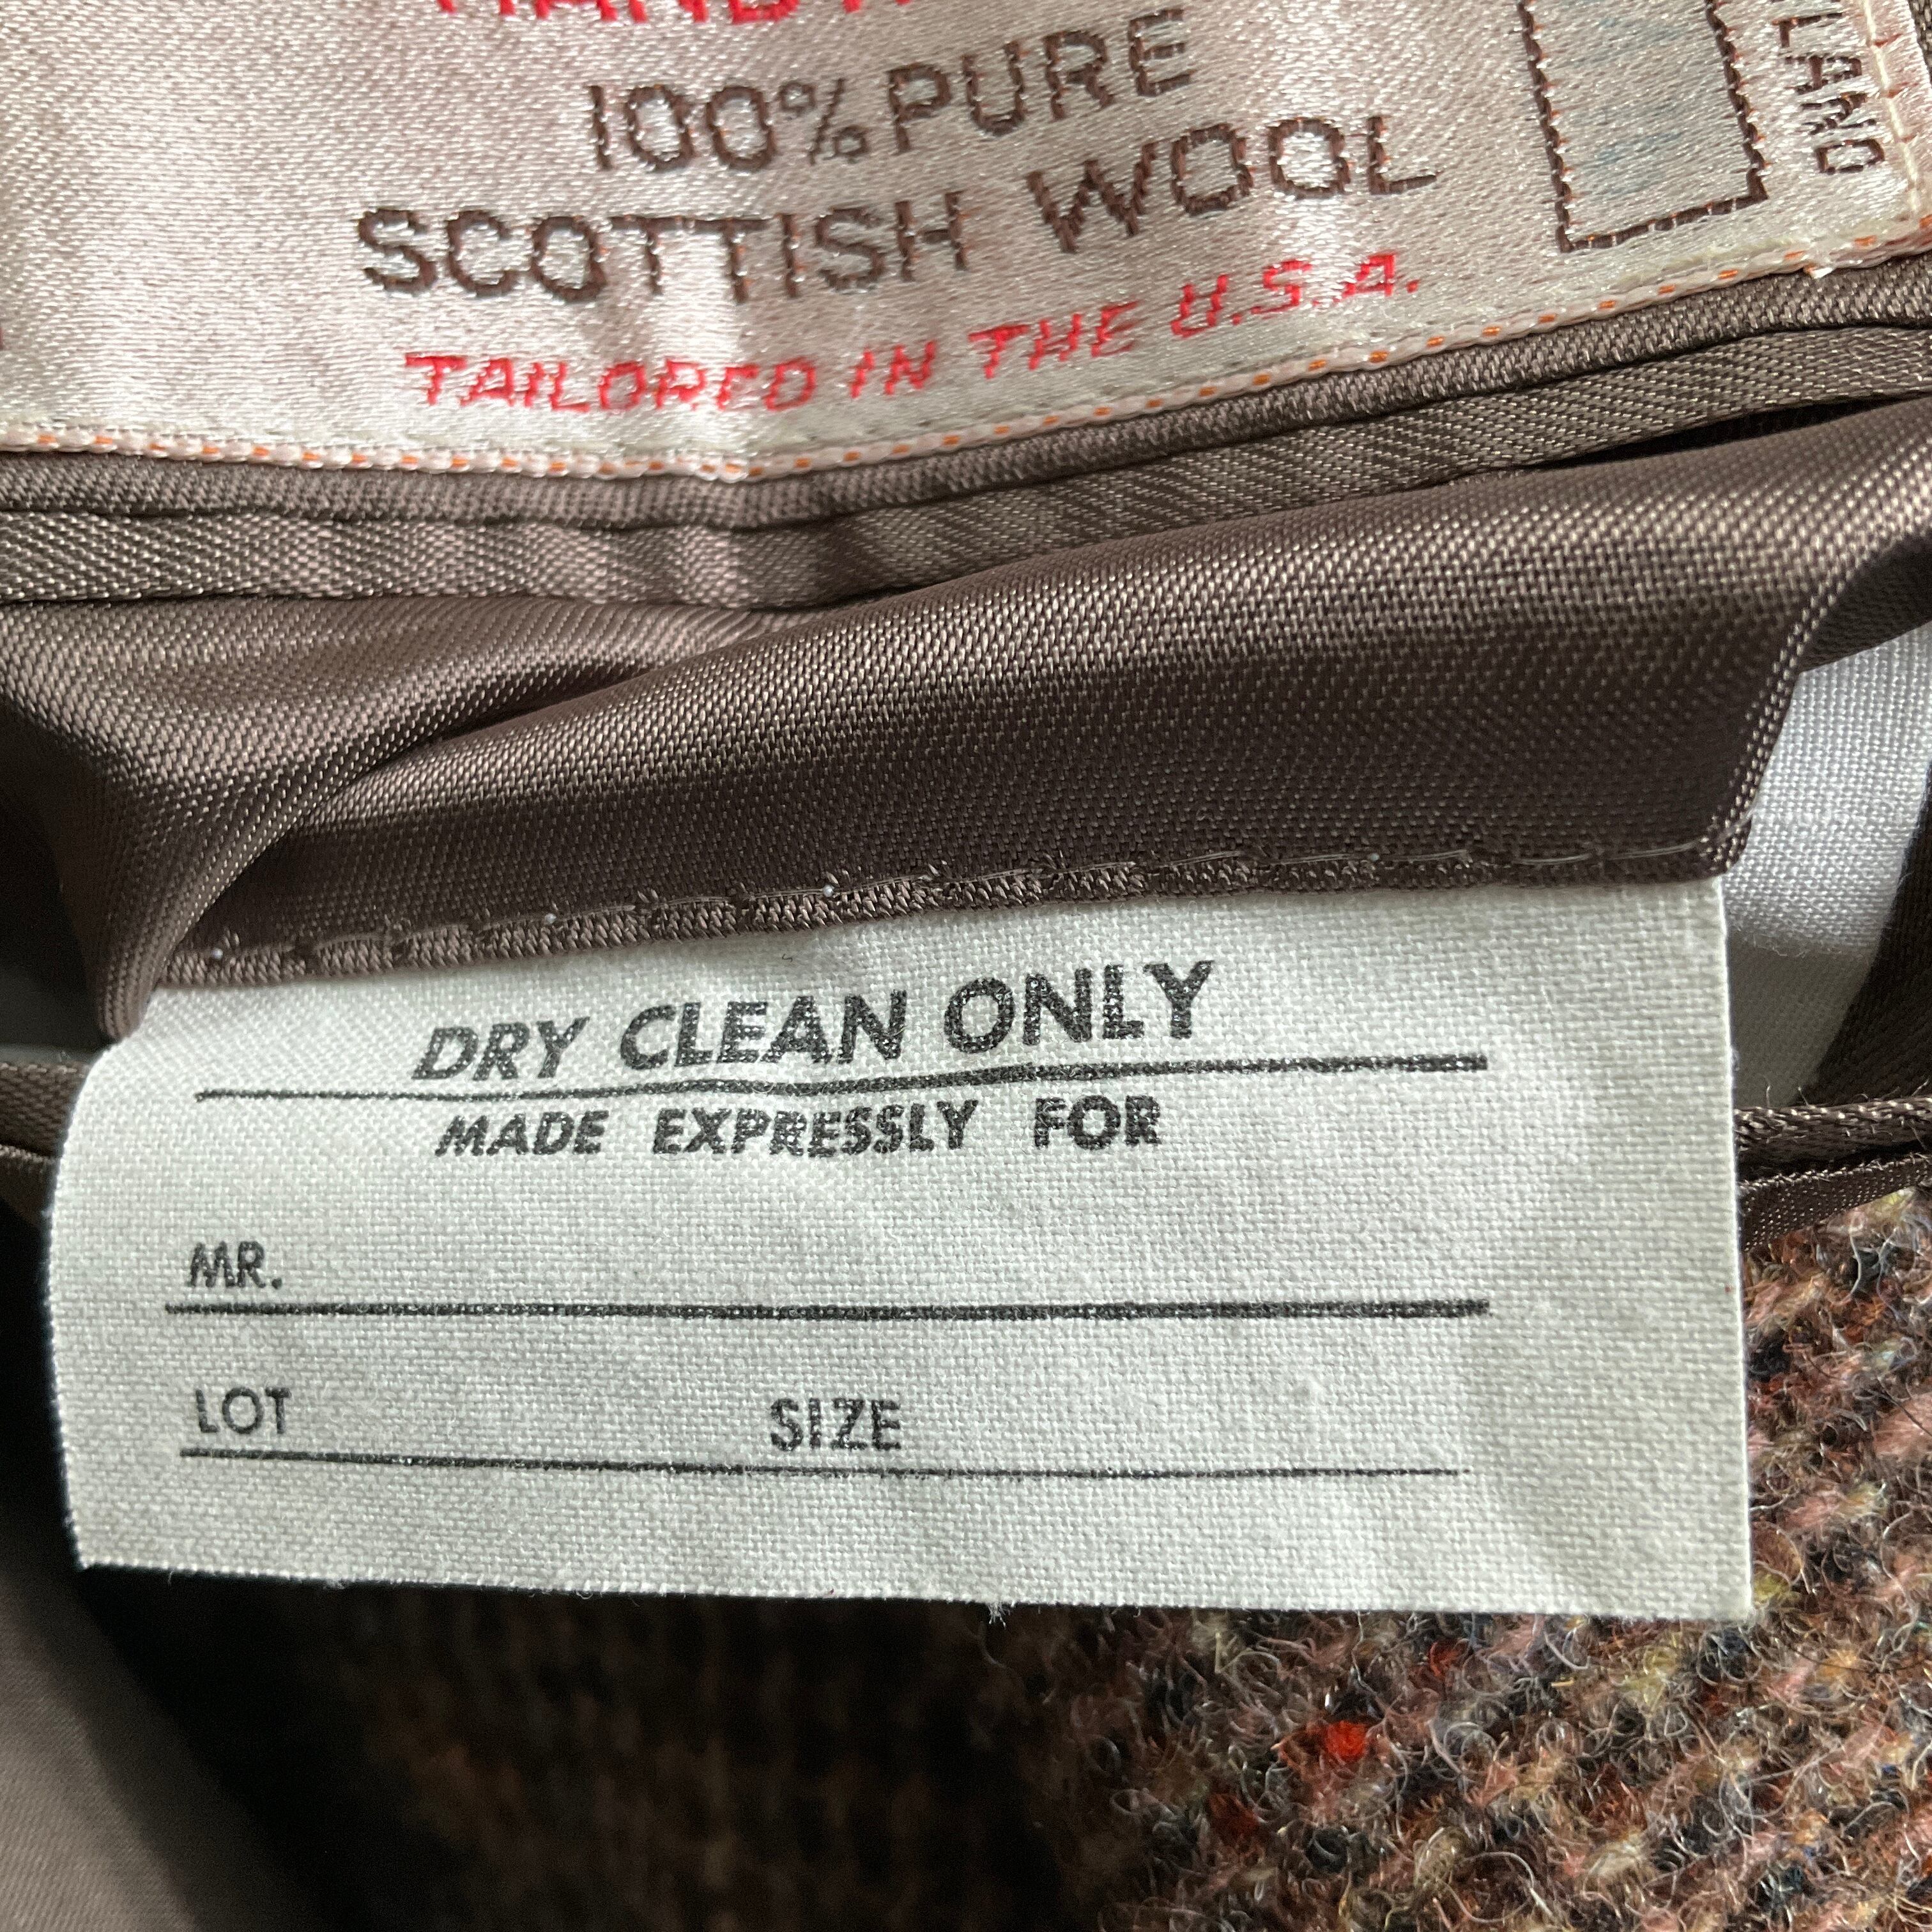 100% PURE
SCOTTISH WOOL
TAILORED IN THE U.S.A.
DRY CLEAN ONLY
MADE EXPRESSLY FOR
MR.
LOT SIZE